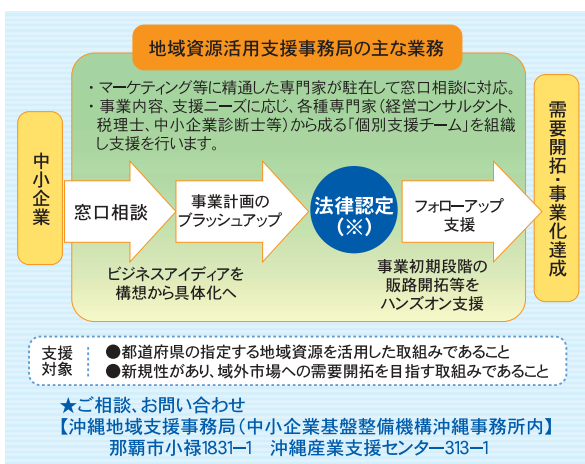 地域資源活用支援事務局の主な業務
・マーケティング等に精通した専門家が駐在して窓口相談に対応。
・事業内容、支援ニーズに応じ、各種専門家（経営コンサルタント、
税理士、中小企業診断士等）から成る「個別支援チーム」を組織
し支援を行います。
中小企業
窓口相談
事業計画の
ブラッシュアップ
法律認定
（※）
フォローアップ
支援
需要開拓・事業化達成
ビジネスアイディアを
構想から具体化へ
事業初期段階の
販路開拓等を
ハンズオン支援
支援
対象
●都道府県の指定する地域資源を活用した取組みであること
●新規性があり、域外市場への需要開拓を目指す取組みであること
★ご相談、お問い合わせ
【沖縄地域支援事務局（中小企業基盤整備機構沖縄事務所内】
那覇市小禄1831ー1　沖縄産業支援センター313ー1